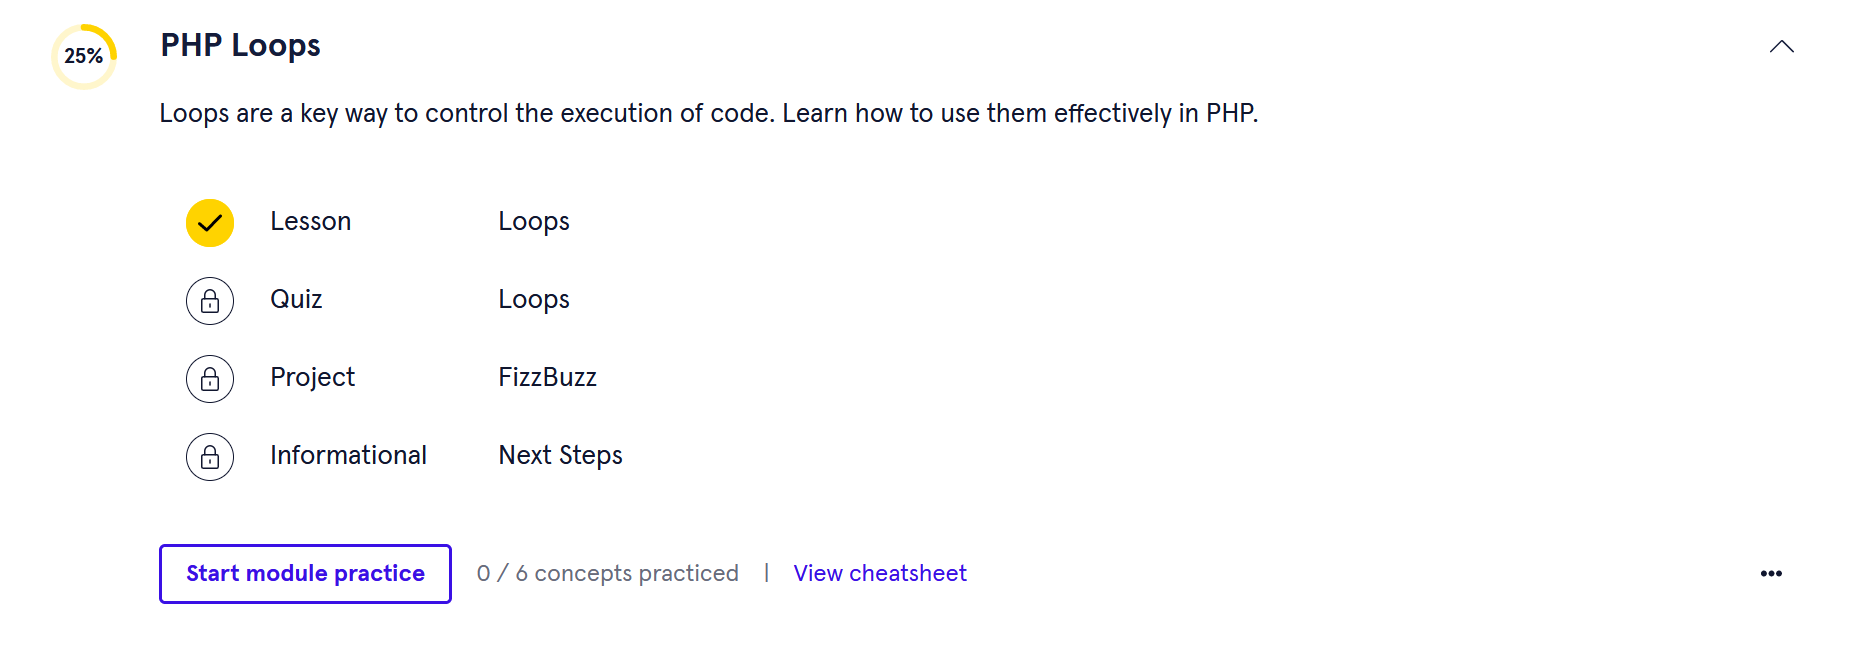 25%
PHP Loops
Loops are a key way to control the execution of code. Learn how to use them effectively in PHP.
Lesson Loops
Quiz Loops
Project FizzBuzz
Informational Next Steps
Start module practice 0 / 6 concepts practiced | View cheatsheet